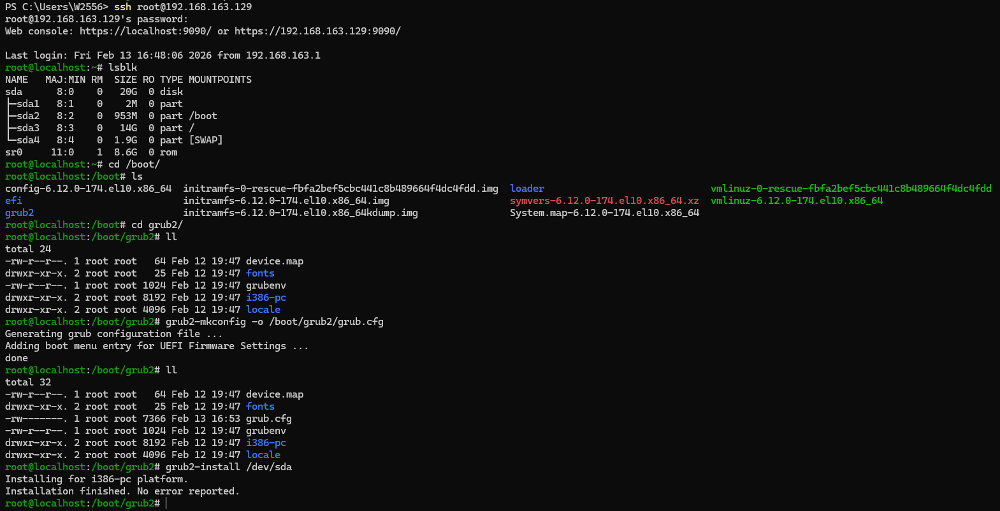 PS C:\Users\W2556> ssh root@192.168.163.129
root@192.168.163.129's password:
Web console: https://localhost:9090/ or https://192.168.163.129:9090/
Last login: Fri Feb 13 16:48:06 2026 from 192.168.163.1
root@localhost:~# lsblk
NAME   MAJ:MIN RM  SIZE RO TYPE MOUNTPOINTS
sda      8:0    0   20G  0 disk
├─sda1   8:1    0    2M  0 part
├─sda2   8:2    0  953M  0 part /boot
├─sda3   8:3    0   14G  0 part /
└─sda4   8:4    0  1.9G  0 part [SWAP]
sr0     11:0    1  8.6G  0 rom
root@localhost:~# cd /boot/
root@localhost:/boot# ls
config-6.12.0-174.el10.x86_64  initramfs-0-rescue-fbfa2bef5cbc441c8b489664f4dc4fdd.img  loader                             vmlinuz-0-rescue-fbfa2bef5cbc441c8b489664f4dc4fdd
efi                            initramfs-6.12.0-174.el10.x86_64.img                     symvers-6.12.0-174.el10.x86_64.xz  vmlinuz-6.12.0-174.el10.x86_64
grub2                          initramfs-6.12.0-174.el10.x86_64kdump.img                System.map-6.12.0-174.el10.x86_64
root@localhost:/boot# cd grub2/
root@localhost:/boot/grub2# ll
total 24
-rw-r--r--. 1 root root   64 Feb 12 19:47 device.map
drwxr-xr-x. 2 root root   25 Feb 12 19:47 fonts
-rw-r--r--. 1 root root 1024 Feb 12 19:47 grubenv
drwxr-xr-x. 2 root root 8192 Feb 12 19:47 i386-pc
drwxr-xr-x. 2 root root 4096 Feb 12 19:47 locale
root@localhost:/boot/grub2# grub2-mkconfig -o /boot/grub2/grub.cfg
Generating grub configuration file ...
Adding boot menu entry for UEFI Firmware Settings ...
done
root@localhost:/boot/grub2# ll
total 32
-rw-r--r--. 1 root root   64 Feb 12 19:47 device.map
drwxr-xr-x. 2 root root   25 Feb 12 19:47 fonts
-rw-------. 1 root root 7366 Feb 13 16:53 grub.cfg
-rw-r--r--. 1 root root 1024 Feb 12 19:47 grubenv
drwxr-xr-x. 2 root root 8192 Feb 12 19:47 i386-pc
drwxr-xr-x. 2 root root 4096 Feb 12 19:47 locale
root@localhost:/boot/grub2# grub2-install /dev/sda
Installing for i386-pc platform.
Installation finished. No error reported.
root@localhost:/boot/grub2#